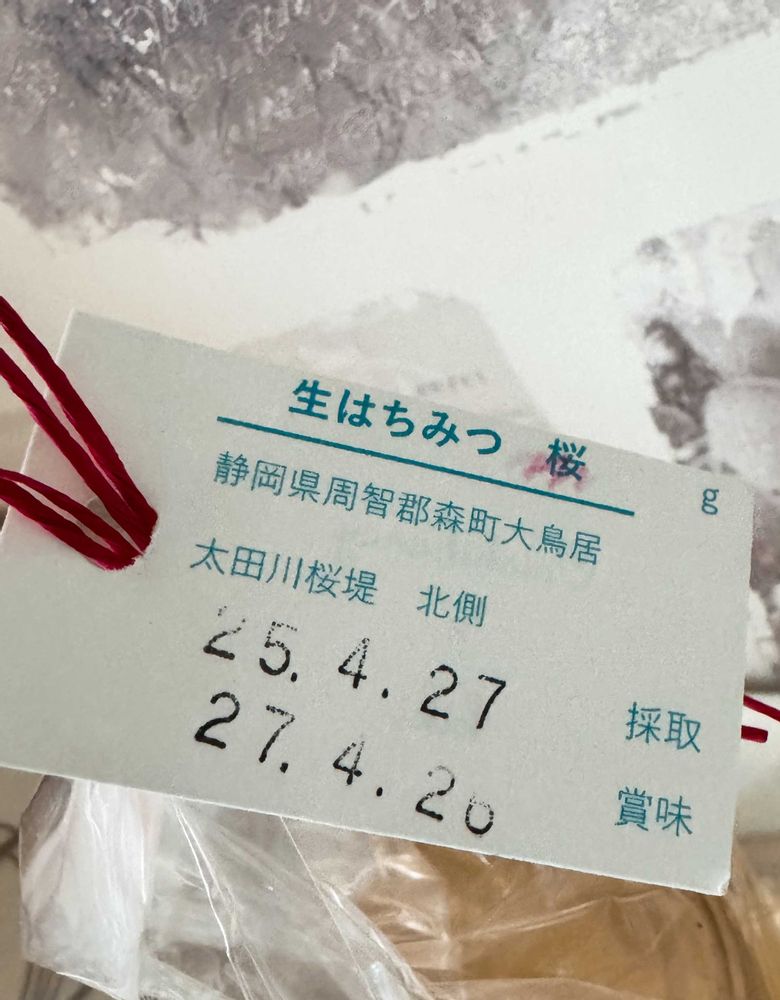 生はちみつ 桜 g
静岡県周智郡森町大鳥居
太田川桜堤 北側
25.4.27 採取
27.4.26 賞味